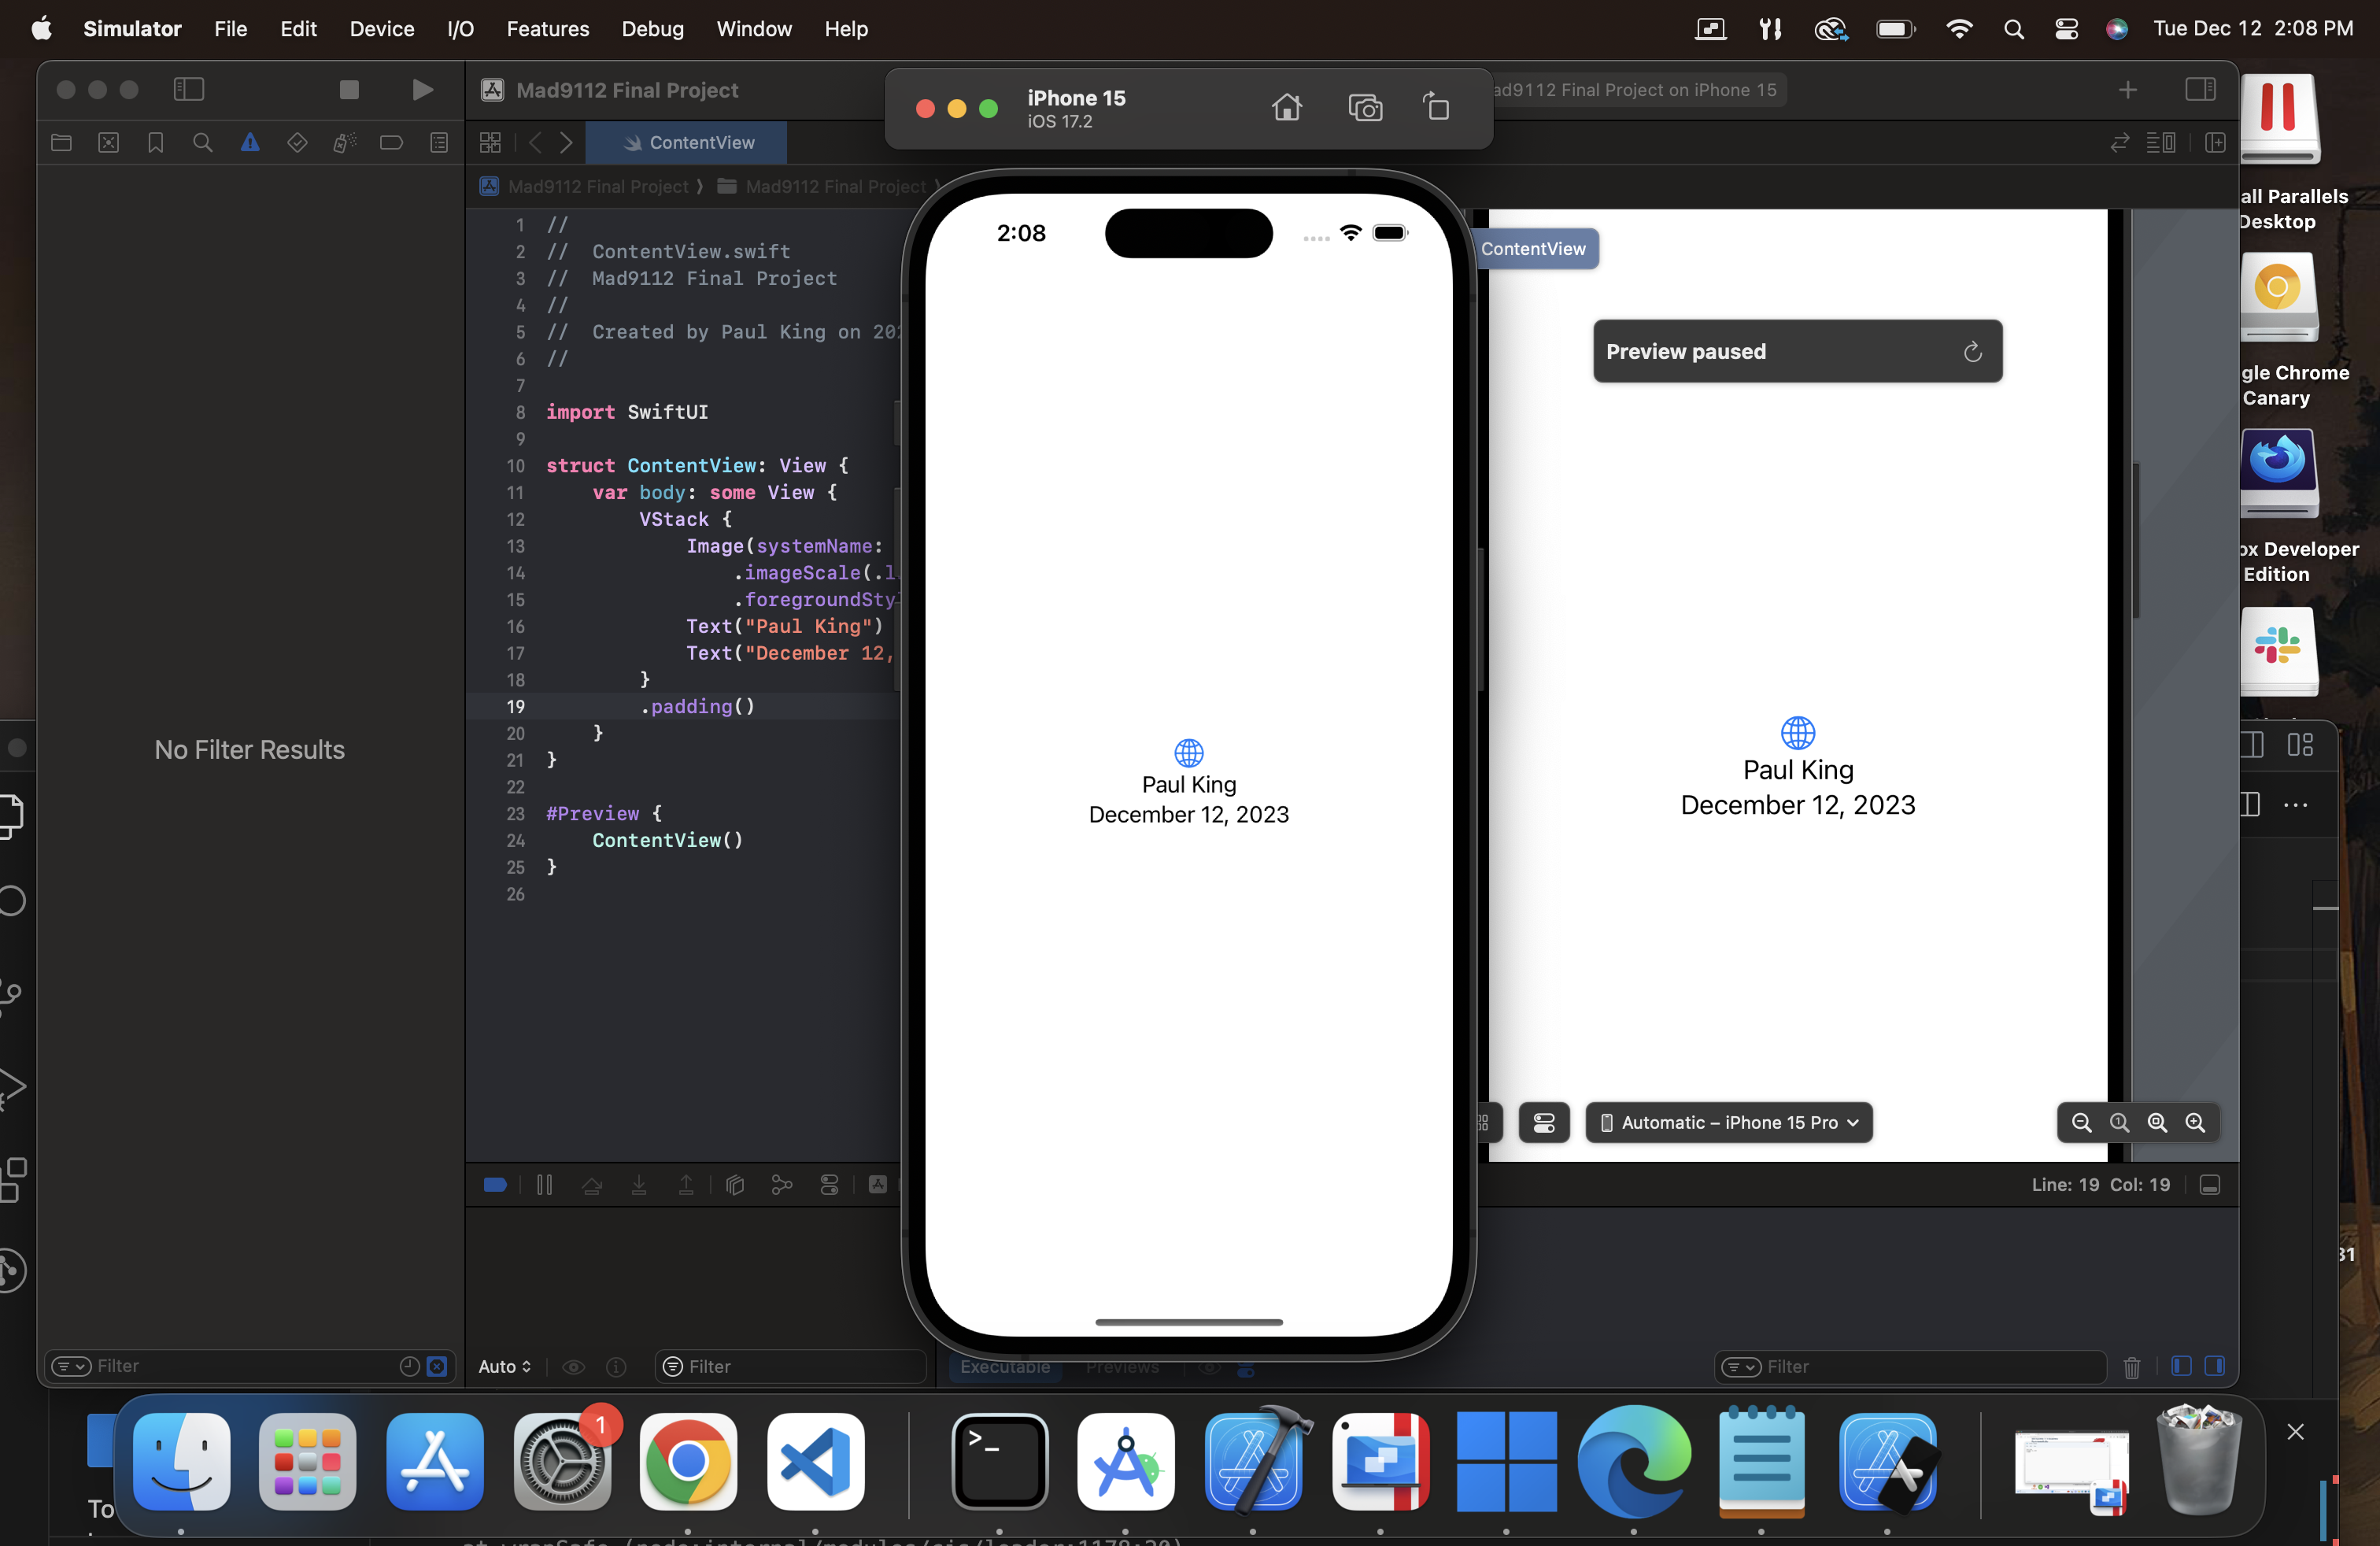 Simulator File Edit Device I/O Features Debug Window Help
Tue Dec 12 2:08 PM
Mad9112 Final Project
iPhone 15
iOS 17.2
Final Project on iPhone 15
ContentView
Mad9112 Final Project 〉 Mad9112 Final Project 〉
1 //
2 // ContentView.swift
3 // Mad9112 Final Project
4 //
5 // Created by Paul King on
6 //
7
8 import SwiftUI
9
10 struct ContentView: View {
11 var body: some View {
12 VStack {
13 Image(systemName:
14 .imageScale(.l
15 .foregroundSty
16 Text("Paul King")
17 Text("December 12,
18 }
19 .padding()
20 }
21 }
22
23 #Preview {
24 ContentView()
25 }
26
No Filter Results
2:08
Paul King
December 12, 2023
ContentView
Preview paused
Paul King
December 12, 2023
Automatic – iPhone 15 Pro
Line: 19 Col: 19
Filter
Auto
Filter
Executable
Previews
Filter
all Parallels
Desktop
gle Chrome
Canary
ox Developer
Edition
31
1
>_
To